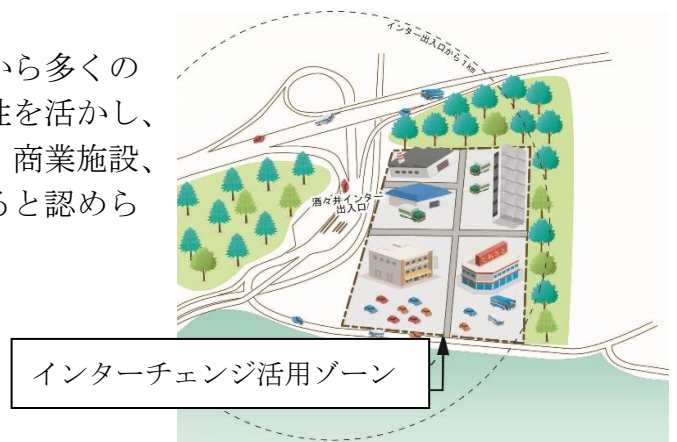 から多くの
性を活かし、
商業施設、
ると認めら
インター出入口から1km
酒々井インター
出入口
インターチェンジ活用ゾーン